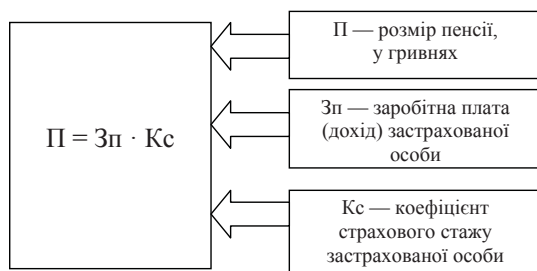 П = Зп · Кс
П — розмір пенсії,
у гривнях
Зп — заробітна плата
(дохід) застрахованої
особи
Кс — коефіцієнт
страхового стажу
застрахованої особи